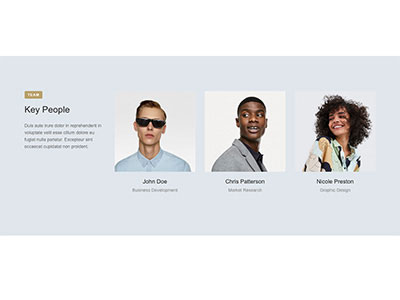 TEAM
Key People
Duis aute irure dolor in reprehenderit in
voluptate velit esse cillum dolore eu
fugiat nulla pariatur. Excepteur sint
occaecat cupidatat non proident.
John Doe
Business Development
Chris Patterson
Market Research
Nicole Preston
Graphic Design